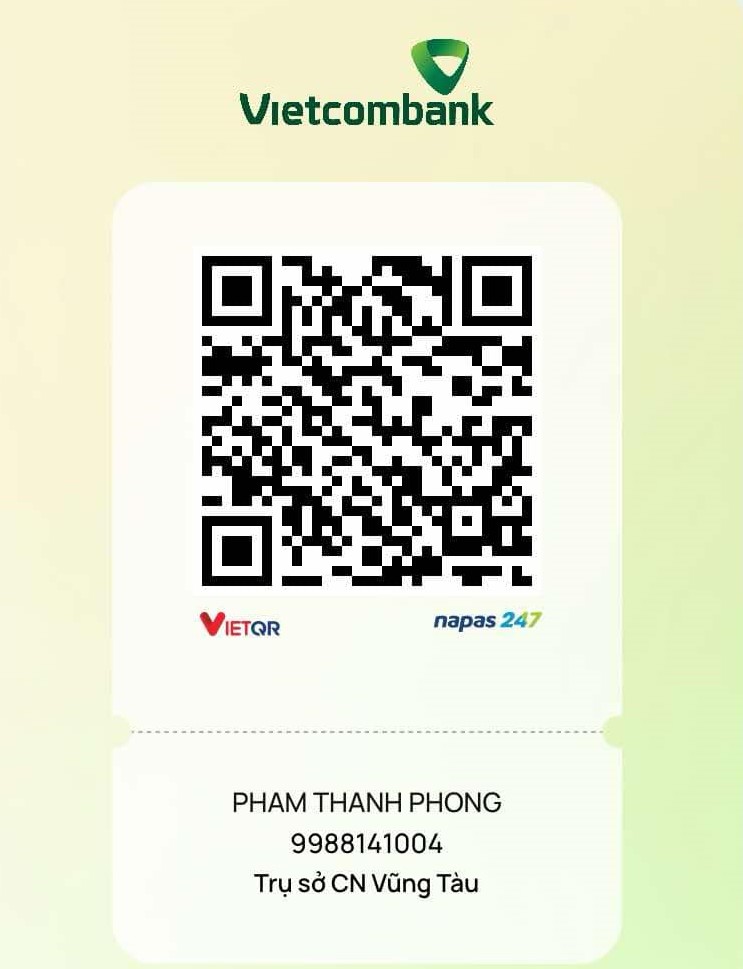 Vietcombank
VIETQR
napas 247
PHAM THANH PHONG
9988141004
Trụ sở CN Vũng Tàu